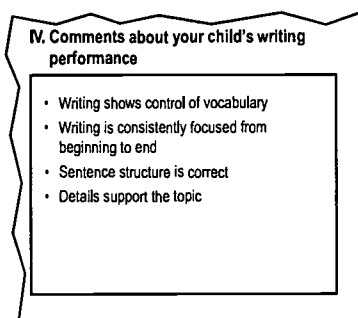 IV. Comments about your child's writing
performance
• Writing shows control of vocabulary
• Writing is consistently focused from
beginning to end
• Sentence structure is correct
• Details support the topic